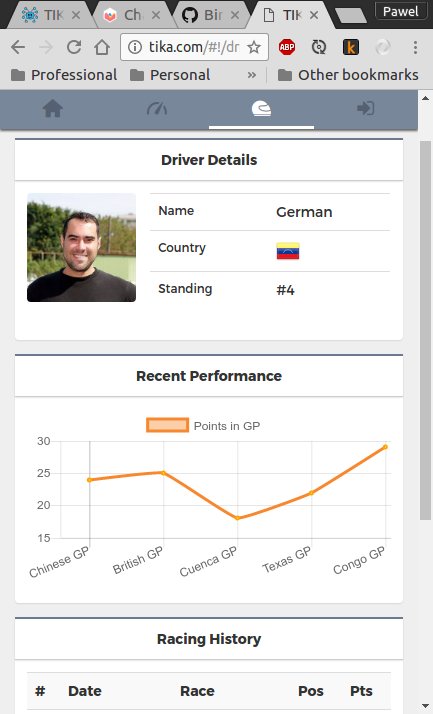 Pawel
TIK
Ch
Bir
TIK
tika.com/#!/dr
ABP
k
Professional
Personal
»
Other bookmarks
Driver Details
Name
German
Country
Standing
#4
Recent Performance
Points in GP
30
25
20
15
Chinese GP
British GP
Cuenca GP
Texas GP
Congo GP
Racing History
# Date Race Pos Pts